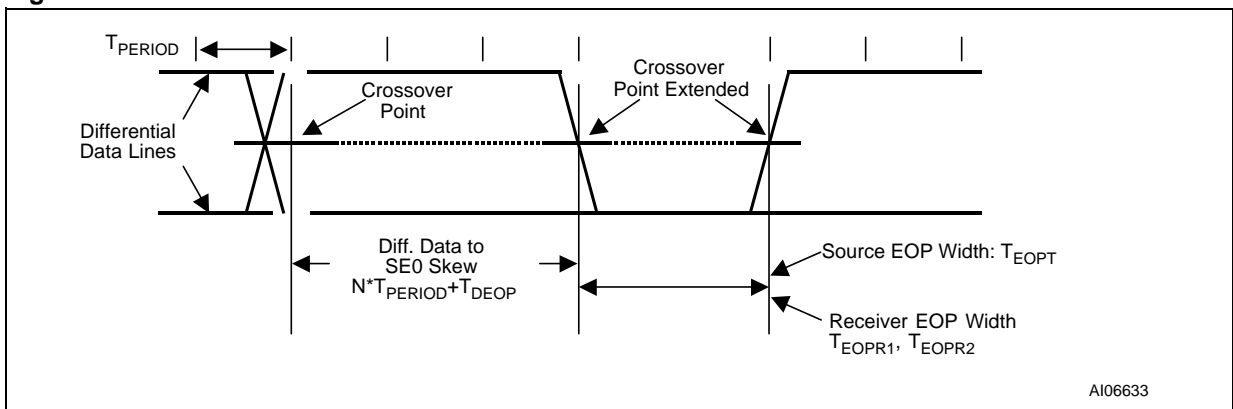 TPERIOD
Crossover
Point
Crossover
Point Extended
Differential
Data Lines
Diff. Data to
SE0 Skew
N*TPERIOD+TDEOP
Source EOP Width: TEOPT
Receiver EOP Width
TEOPR1, TEOPR2
AI06633